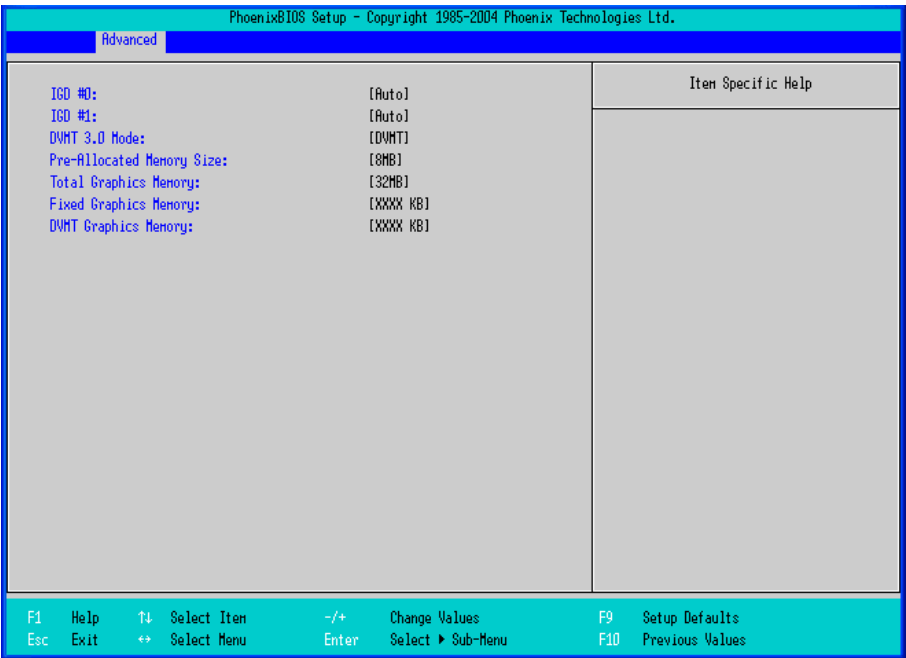 PhoenixBIOS Setup - Copyright 1985-2004 Phoenix Technologies Ltd.
Advanced
Item Specific Help
IGD #0: [Auto]
IGD #1: [Auto]
DVMT 3.0 Mode: [DVMT]
Pre-Allocated Memory Size: [8MB]
Total Graphics Memory: [32MB]
Fixed Graphics Memory: [XXXX KB]
DVMT Graphics Memory: [XXXX KB]
F1 Help ↑↓ Select Item -/+ Change Values F9 Setup Defaults
Esc Exit ↔ Select Menu Enter Select ▶ Sub-Menu F10 Previous Values